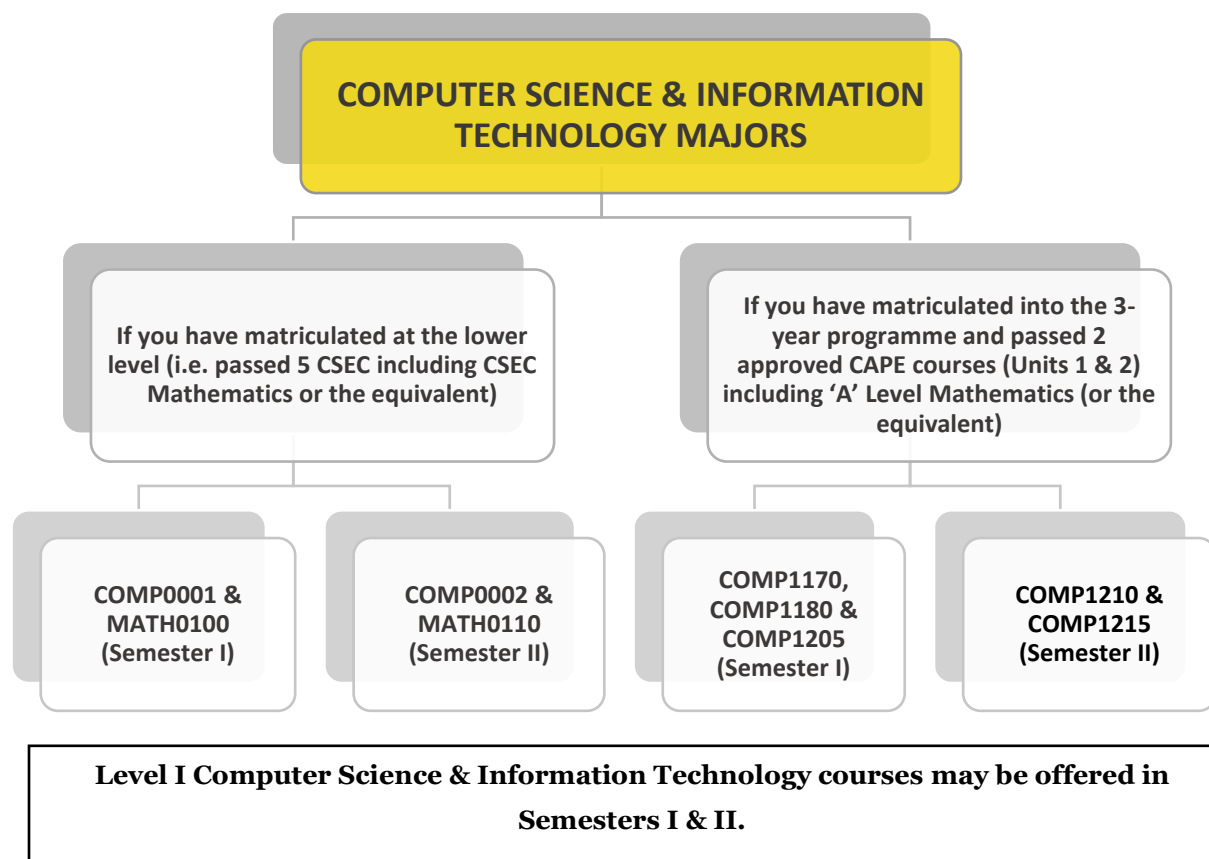 COMPUTER SCIENCE & INFORMATION
TECHNOLOGY MAJORS
If you have matriculated at the lower
level (i.e. passed 5 CSEC including CSEC
Mathematics or the equivalent)
If you have matriculated into the 3-
year programme and passed 2
approved CAPE courses (Units 1 & 2)
including ‘A’ Level Mathematics (or the
equivalent)
COMP0001 &
MATH0100
(Semester I)
COMP0002 &
MATH0110
(Semester II)
COMP1170,
COMP1180 &
COMP1205
(Semester I)
COMP1210 &
COMP1215
(Semester II)
Level I Computer Science & Information Technology courses may be offered in
Semesters I & II.